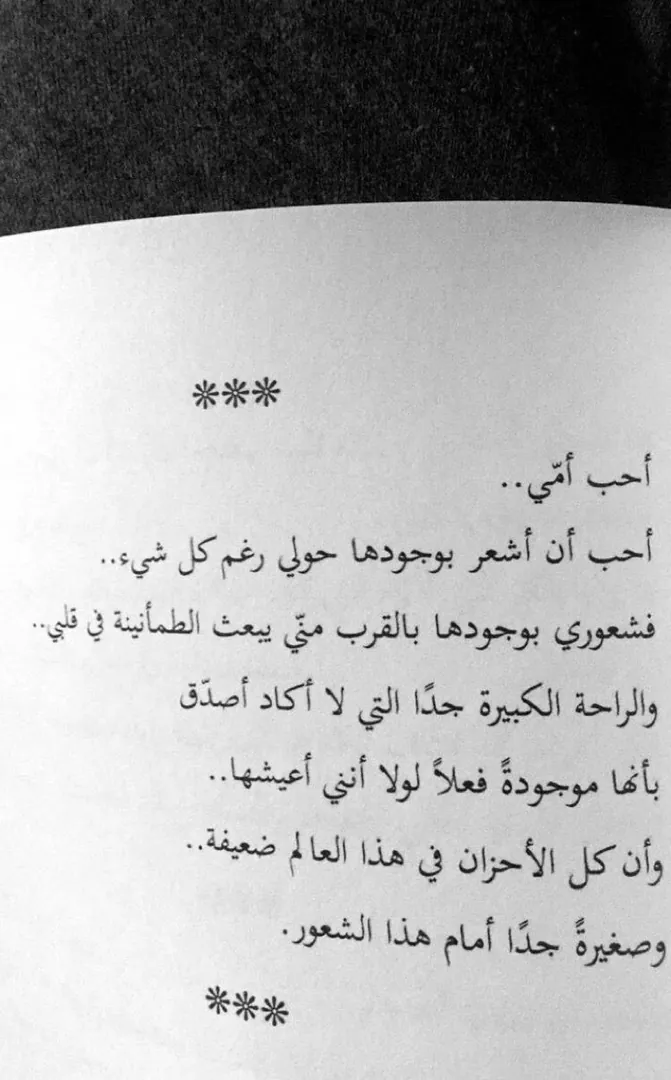 ***
أحب أمّي..
أحب أن أشعر بوجودها حولي رغم كل شيء..
فشعوري بوجودها بالقرب منّي يبعث الطمأنينة في قلبي..
والراحة الكبيرة جدًا التي لا أكاد أصدّق
بأنها موجودةً فعلاً لولا أنني أعيشها..
وأن كل الأحزان في هذا العالم ضعيفة..
وصغيرةً جدًا أمام هذا الشعور.
***